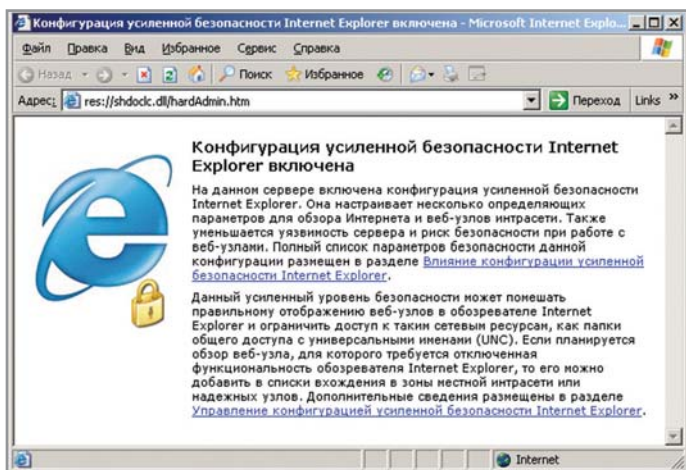 Конфигурация усиленной безопасности Internet Explorer включена - Microsoft Internet Explo...
Файл Правка Вид Избранное Сервис Справка
Назад Поиск Избранное
Адрес: res://shdoclc.dll/hardAdmin.htm Переход Links »
Конфигурация усиленной безопасности Internet
Explorer включена
На данном сервере включена конфигурация усиленной безопасности
Internet Explorer. Она настраивает несколько определяющих
параметров для обзора Интернета и веб-узлов интрасети. Также
уменьшается уязвимость сервера и риск безопасности при работе с
веб-узлами. Полный список параметров безопасности данной
конфигурации размещен в разделе Влияние конфигурации усиленной
безопасности Internet Explorer.
Данный усиленный уровень безопасности может помешать
правильному отображению веб-узлов в обозревателе Internet
Explorer и ограничить доступ к таким сетевым ресурсам, как папки
общего доступа с универсальными именами (UNC). Если планируется
обзор веб-узла, для которого требуется отключенная
функциональность обозревателя Internet Explorer, то его можно
добавить в списки вхождения в зоны местной интрасети или
надежных узлов. Дополнительные сведения размещены в разделе
Управление конфигурацией усиленной безопасности Internet Explorer.
Internet